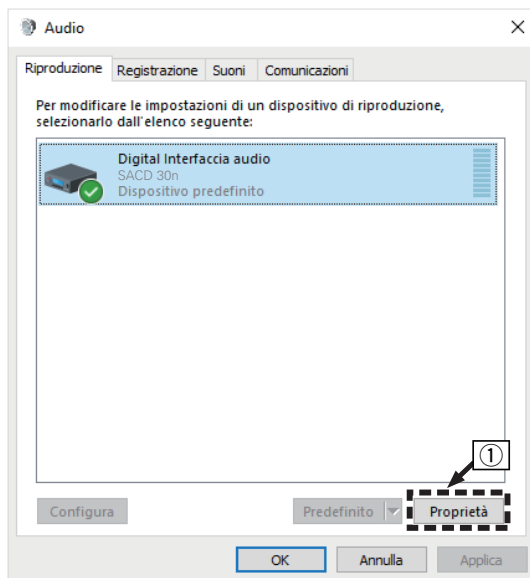 Audio
Riproduzione Registrazione Suoni Comunicazioni
Per modificare le impostazioni di un dispositivo di riproduzione,
selezionarlo dall'elenco seguente:
Digital Interfaccia audio
SACD 30n
Dispositivo predefinito
①
Configura Predefinito Proprietà
OK Annulla Applica